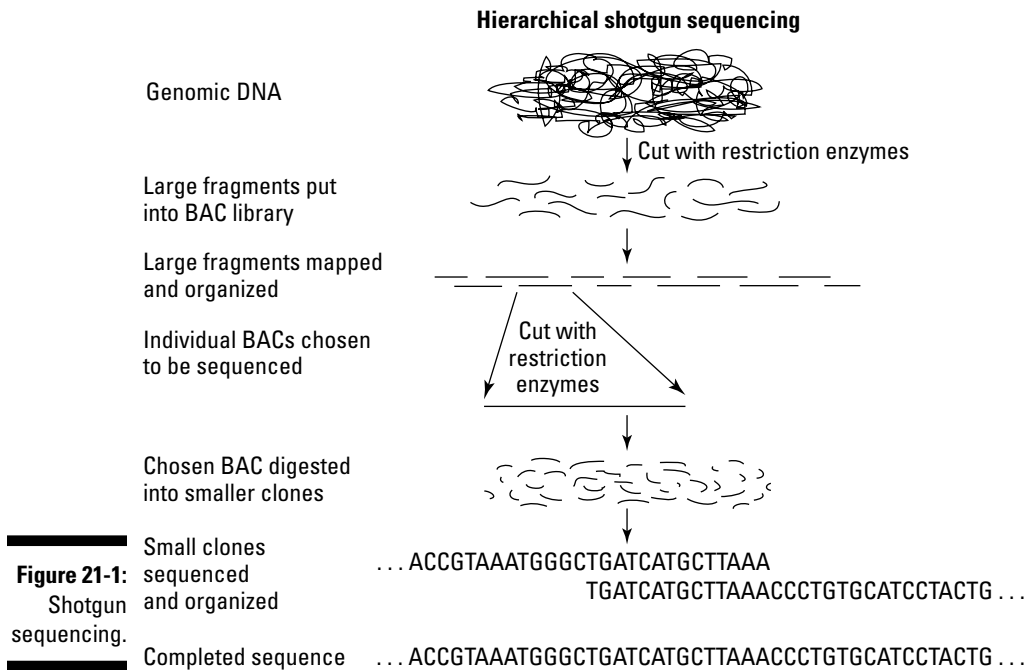 Hierarchical shotgun sequencing
Genomic DNA
Cut with restriction enzymes
Large fragments put
into BAC library
Large fragments mapped
and organized
Individual BACs chosen
to be sequenced
Cut with
restriction
enzymes
Chosen BAC digested
into smaller clones
Figure 21-1:
Shotgun
sequencing.
Small clones
sequenced
and organized
...ACCGTAAATGGGCTGATCATGCTTAAA
TGATCATGCTTAAACCCTGTGCATCCTACTG...
Completed sequence
...ACCGTAAATGGGCTGATCATGCTTAAACCCTGTGCATCCTACTG...